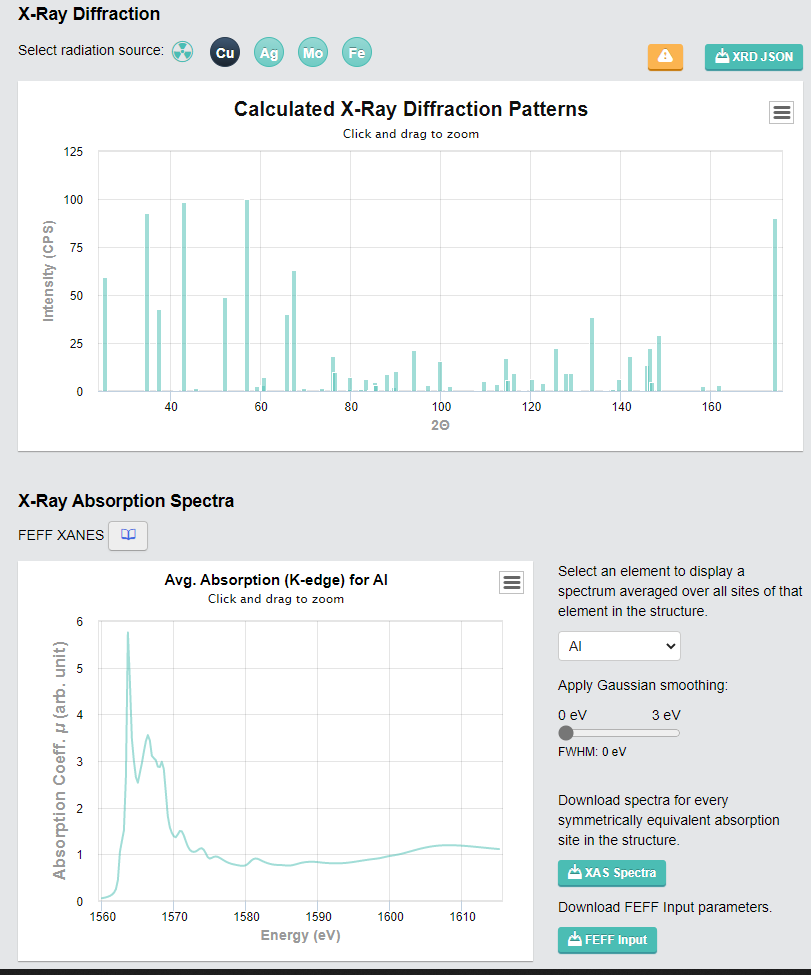 X-Ray Diffraction
Select radiation source: Cu Ag Mo Fe
XRD JSON
Calculated X-Ray Diffraction Patterns
Click and drag to zoom
Intensity (CPS)
125
100
75
50
25
0
40 60 80 100 120 140 160
2Θ
X-Ray Absorption Spectra
FEFF XANES
Avg. Absorption (K-edge) for Al
Click and drag to zoom
Absorption Coeff. μ (arb. unit)
6
5
4
3
2
1
0
1560 1570 1580 1590 1600 1610
Energy (eV)
Select an element to display a
spectrum averaged over all sites of that
element in the structure.
Al
Apply Gaussian smoothing:
0 eV 3 eV
FWHM: 0 eV
Download spectra for every
symmetrically equivalent absorption
site in the structure.
XAS Spectra
Download FEFF Input parameters.
FEFF Input